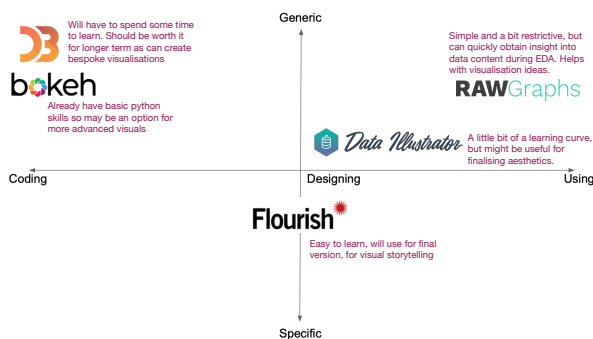 Generic
Will have to spend some time
to learn. Should be worth it
for longer term as can create
bespoke visualisations
D3
bokeh
Already have basic python
skills so may be an option for
more advanced visuals
Simple and a bit restrictive, but
can quickly obtain insight into
data content during EDA. Helps
with visualisation ideas.
RAWGraphs
Data Illustrator
A little bit of a learning curve,
but might be useful for
finalising aesthetics.
Coding
Designing
Using
Flourish
Easy to learn, will use for final
version, for visual storytelling
Specific